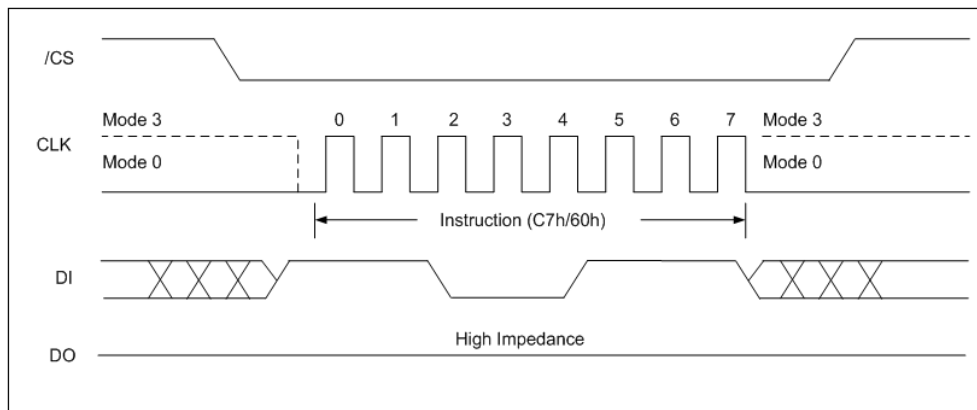 /CS
Mode 3 0 1 2 3 4 5 6 7 Mode 3
CLK
Mode 0 Mode 0
Instruction (C7h/60h)
DI
High Impedance
DO